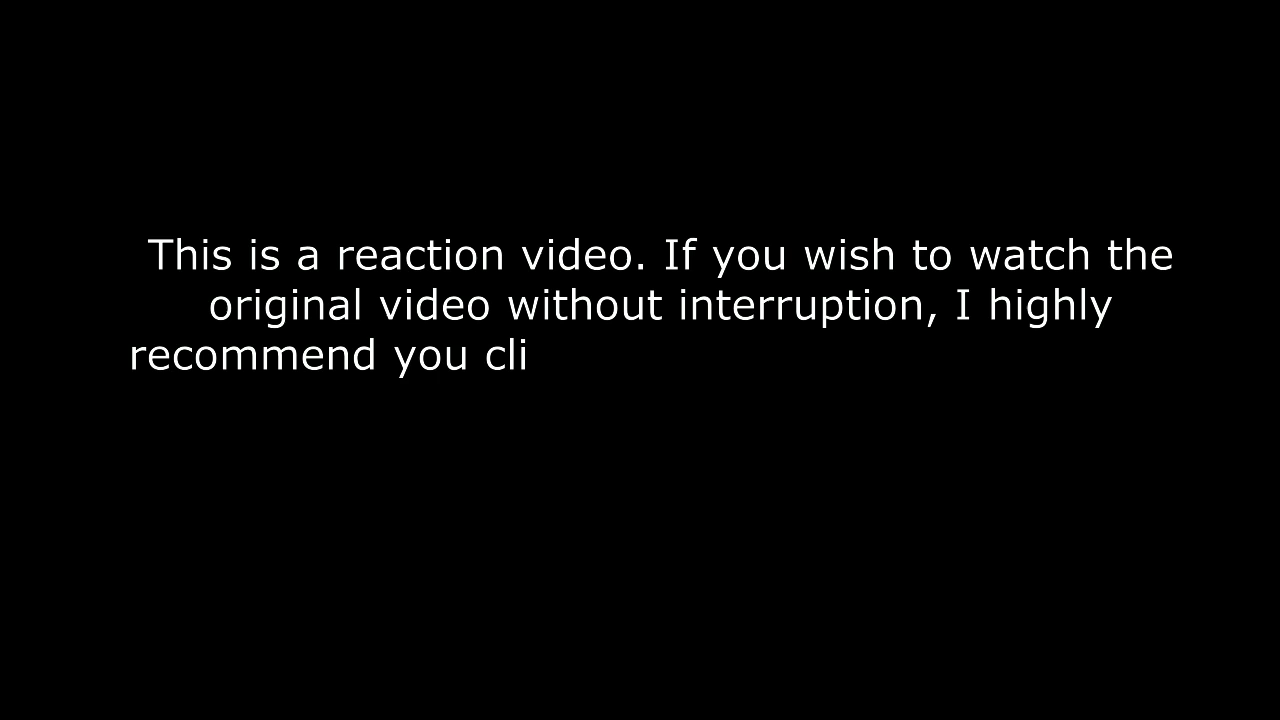 This is a reaction video. If you wish to watch the
original video without interruption, I highly
recommend you cli